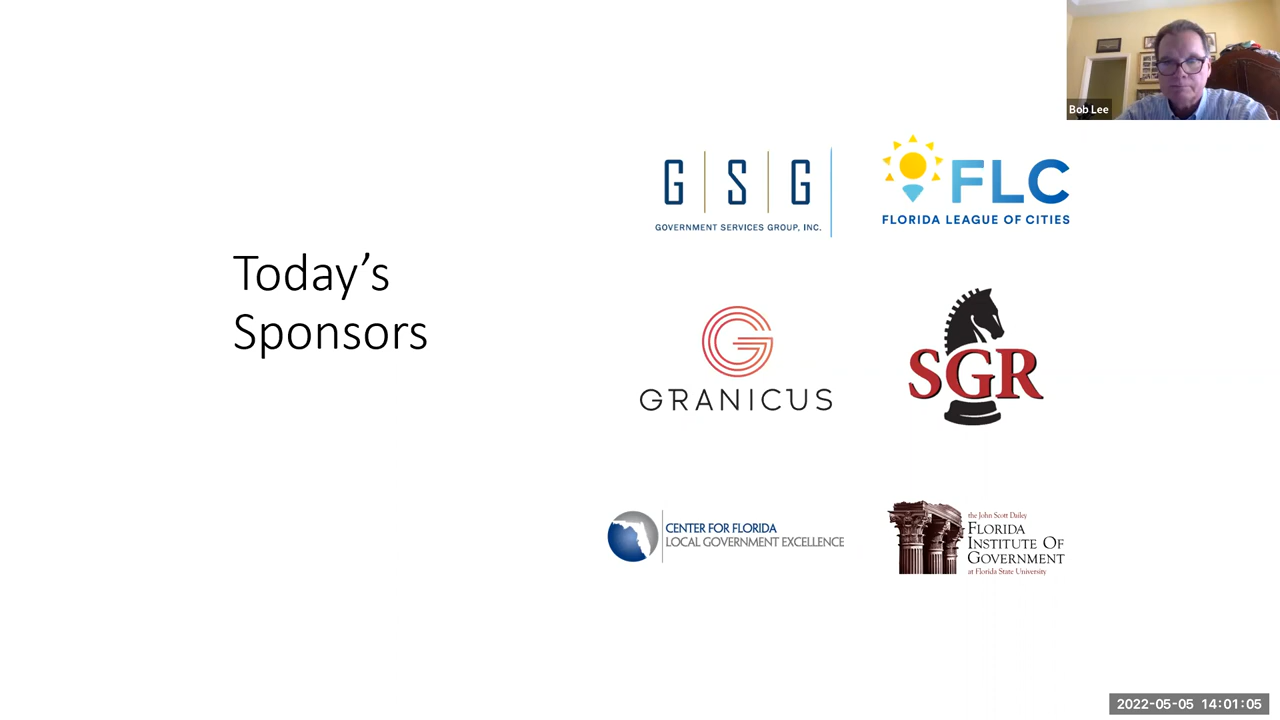 Bob Lee
Today’s
Sponsors
G S G
GOVERNMENT SERVICES GROUP, INC.
FLC
FLORIDA LEAGUE OF CITIES
GRANICUS
SGR
CENTER FOR FLORIDA
LOCAL GOVERNMENT EXCELLENCE
the John Scott Dailey
FLORIDA
INSTITUTE OF
GOVERNMENT
at Florida State University
2022-05-05 14:01:05